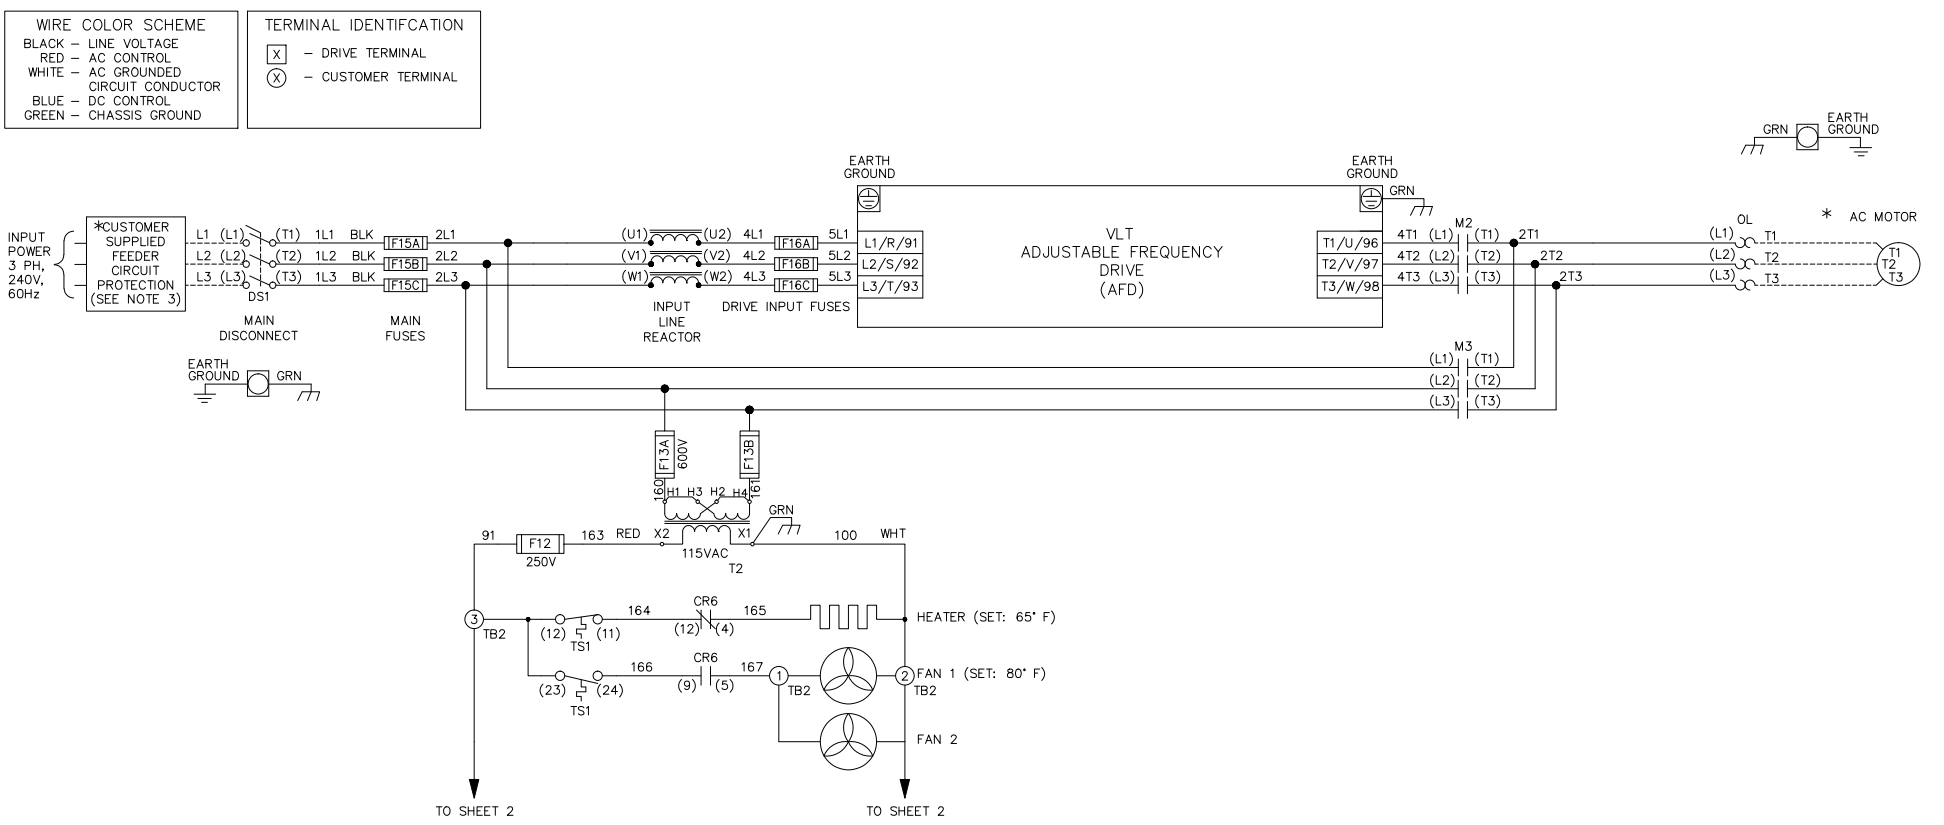 WIRE COLOR SCHEME
BLACK – LINE VOLTAGE
RED – AC CONTROL
WHITE – AC GROUNDED
CIRCUIT CONDUCTOR
BLUE – DC CONTROL
GREEN – CHASSIS GROUND
TERMINAL IDENTIFCATION
X – DRIVE TERMINAL
X – CUSTOMER TERMINAL
GRN
EARTH
GROUND
INPUT
POWER
3 PH,
240V,
60Hz
*CUSTOMER
SUPPLIED
FEEDER
CIRCUIT
PROTECTION
(SEE NOTE 3)
L1 (L1) (T1) 1L1 BLK F15A 2L1
L2 (L2) (T2) 1L2 BLK F15B 2L2
L3 (L3) (T3) 1L3 BLK F15C 2L3
DS1
MAIN
DISCONNECT
MAIN
FUSES
(U1) (U2) 4L1 F16A 5L1
(V1) (V2) 4L2 F16B 5L2
(W1) (W2) 4L3 F16C 5L3
INPUT
LINE
REACTOR
DRIVE INPUT FUSES
EARTH
GROUND
L1/R/91
L2/S/92
L3/T/93
VLT
ADJUSTABLE FREQUENCY
DRIVE
(AFD)
EARTH
GROUND
GRN
T1/U/96
T2/V/97
T3/W/98
M2
4T1 (L1) (T1) 2T1
4T2 (L2) (T2) 2T2
4T3 (L3) (T3) 2T3
OL
(L1) T1
(L2) T2
(L3) T3
* AC MOTOR
T1
T2
T3
M3
(L1) (T1)
(L2) (T2)
(L3) (T3)
EARTH
GROUND
GRN
F13A
600V
F13B
160
161
H1 H3 H2 H4
GRN
91
F12
250V
163
RED
X2
X1
115VAC
T2
100
WHT
3
TB2
(12) (11)
TS1
164
CR6
(12) (4)
165
HEATER (SET: 65° F)
(23) (24)
TS1
166
CR6
(9) (5)
167
1
TB2
2
TB2
FAN 1 (SET: 80° F)
FAN 2
TO SHEET 2
TO SHEET 2